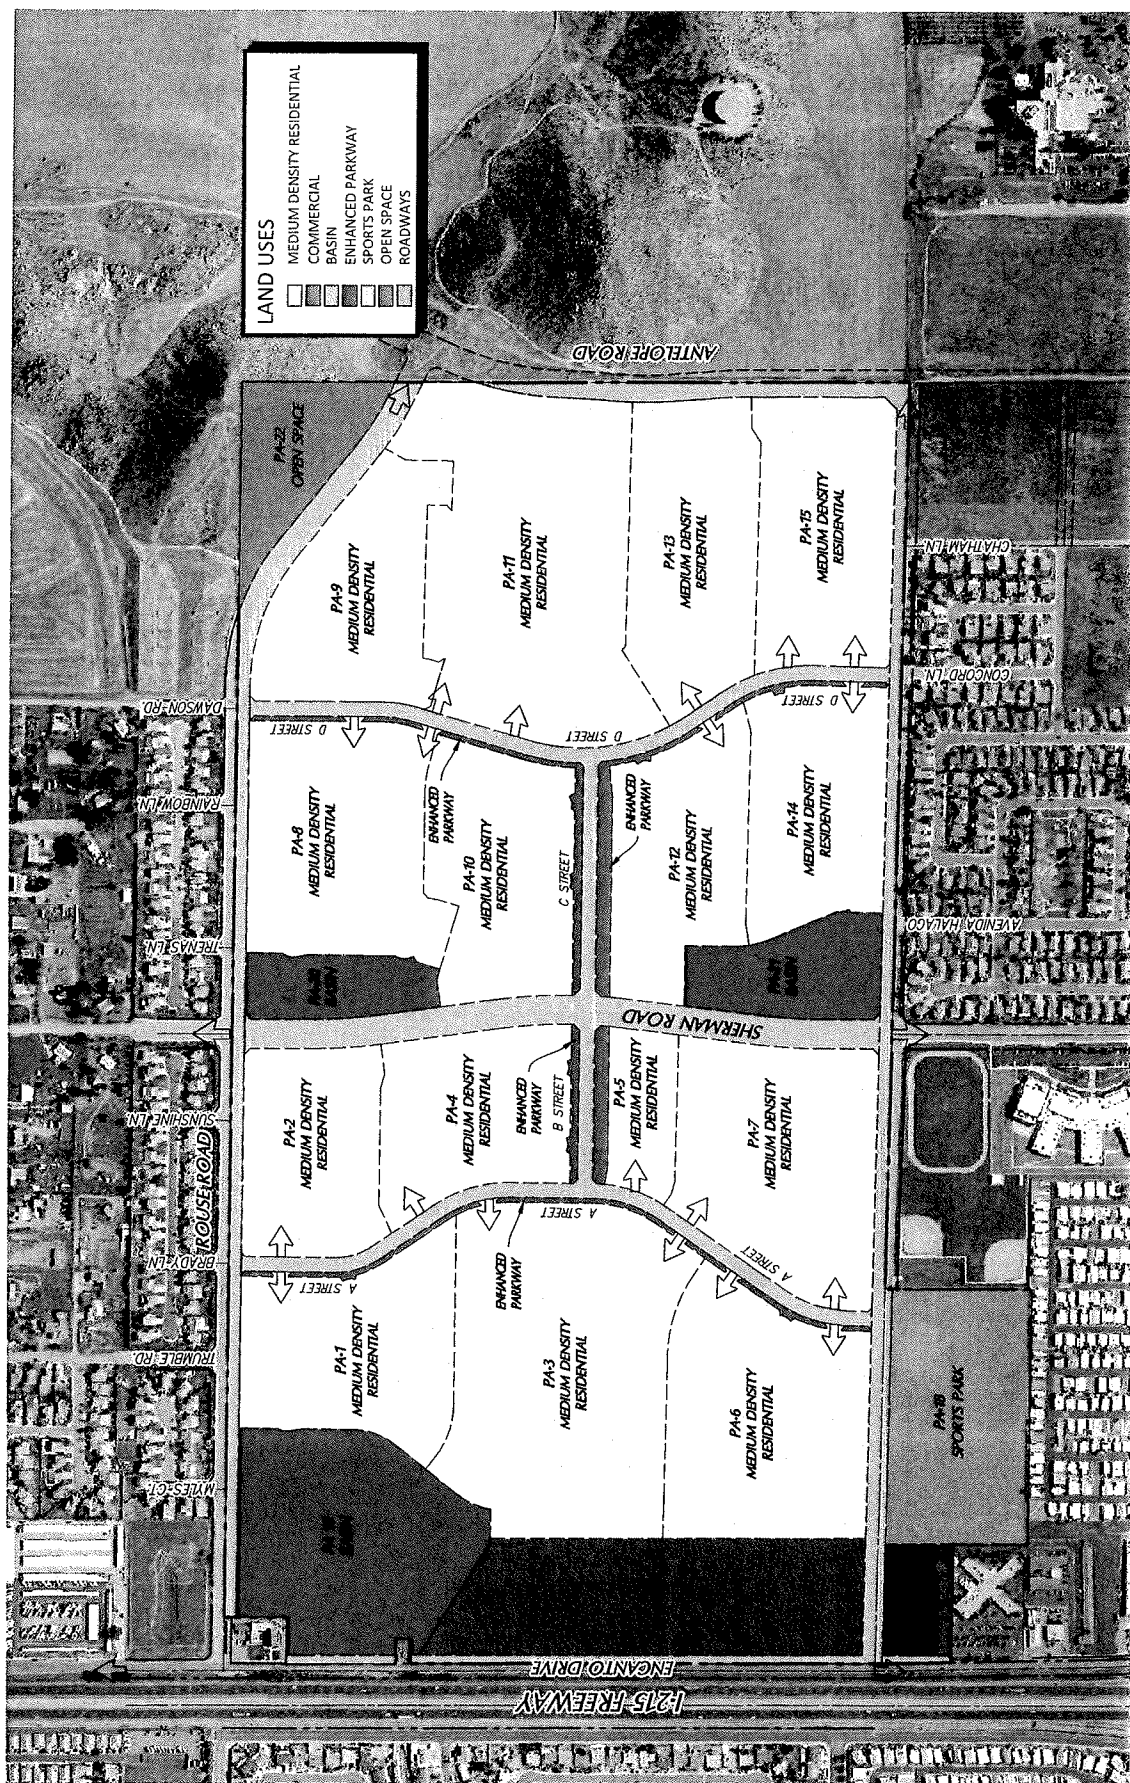 LAND USES
MEDIUM DENSITY RESIDENTIAL
COMMERCIAL
BASIN
ENHANCED PARKWAY
SPORTS PARK
OPEN SPACE
ROADWAYS
ANTELOPE ROAD
PA-22
OPEN SPACE
PA-9
MEDIUM DENSITY
RESIDENTIAL
PA-11
MEDIUM DENSITY
RESIDENTIAL
PA-13
MEDIUM DENSITY
RESIDENTIAL
PA-15
MEDIUM DENSITY
RESIDENTIAL
CHATHAM LN.
CONCORD LN.
DAWSON RD.
D STREET
D STREET
D STREET
RAINBOW LN.
PA-8
MEDIUM DENSITY
RESIDENTIAL
ENHANCED
PARKWAY
PA-10
MEDIUM DENSITY
RESIDENTIAL
C STREET
ENHANCED
PARKWAY
PA-12
MEDIUM DENSITY
RESIDENTIAL
PA-14
MEDIUM DENSITY
RESIDENTIAL
AVENIDA HALAGO
TRENAS LN.
PA-20
BASIN
PA-21
BASIN
SHERMAN ROAD
SUNSHINE LN.
ROUSE ROAD
BRADY LN.
PA-2
MEDIUM DENSITY
RESIDENTIAL
PA-4
MEDIUM DENSITY
RESIDENTIAL
ENHANCED
PARKWAY
B STREET
PA-5
MEDIUM DENSITY
RESIDENTIAL
PA-7
MEDIUM DENSITY
RESIDENTIAL
A STREET
A STREET
A STREET
ENHANCED
PARKWAY
TRUMBLE RD.
PA-1
MEDIUM DENSITY
RESIDENTIAL
PA-3
MEDIUM DENSITY
RESIDENTIAL
PA-6
MEDIUM DENSITY
RESIDENTIAL
PA-18
SPORTS PARK
MYLES CT.
BASIN
ENCANTO DRIVE
I-215 FREEWAY